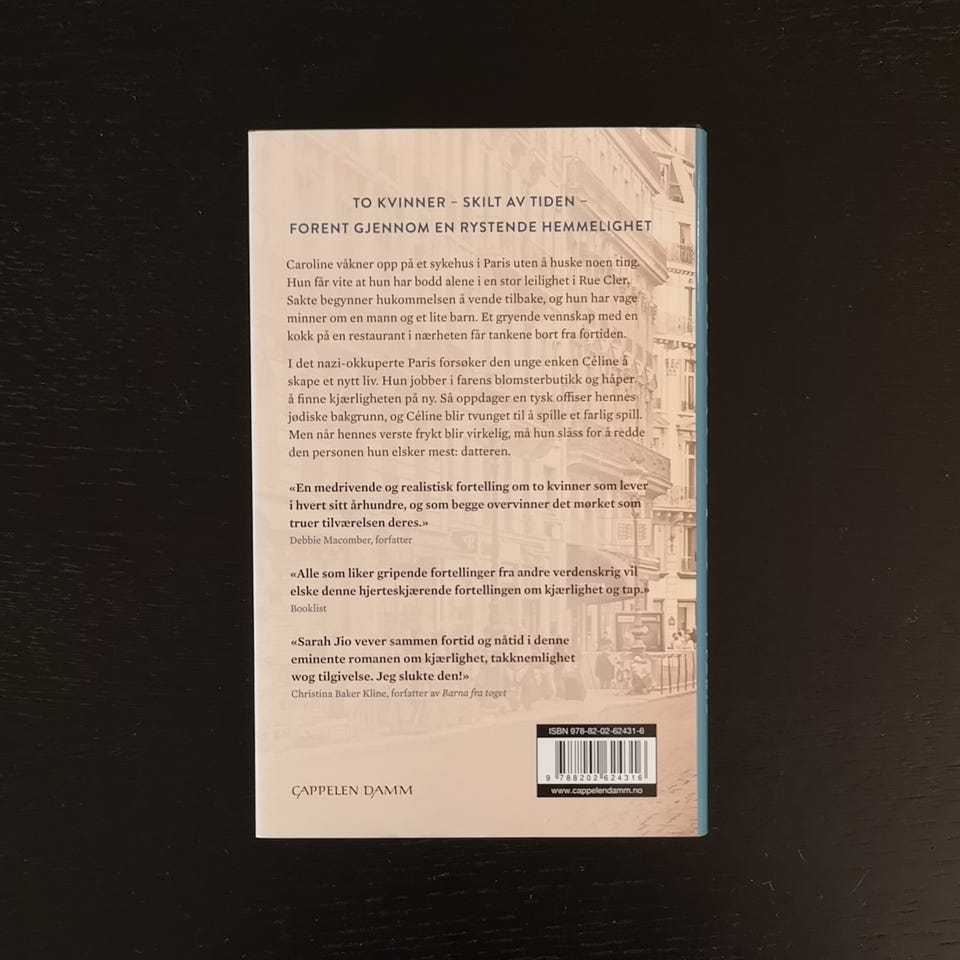 TO KVINNER – SKILT AV TIDEN –
FORENT GJENNOM EN RYSTENDE HEMMELIGHET
Caroline våkner opp på et sykehus i Paris uten å huske noen ting.
Hun får vite at hun har bodd alene i en stor leilighet i Rue Cler.
Sakte begynner hukommelsen å vende tilbake, og hun har vage
minner om en mann og et lite barn. Et gryende vennskap med en
kokk på en restaurant i nærheten får tankene bort fra fortiden.
I det nazi-okkuperte Paris forsøker den unge enken Céline å
skape et nytt liv. Hun jobber i farens blomsterbutikk og håper
å finne kjærligheten på ny. Så oppdager en tysk offiser hennes
jødiske bakgrunn, og Céline blir tvunget til å spille et farlig spill.
Men når hennes verste frykt blir virkelig, må hun slåss for å redde
den personen hun elsker mest: datteren.
«En medrivende og realistisk fortelling om to kvinner som lever
i hvert sitt århundre, og som begge overvinner det mørket som
truer tilværelsen deres.»
Debbie Macomber, forfatter
«Alle som liker gripende fortellinger fra andre verdenskrig vil
elske denne hjerteskjærende fortellingen om kjærlighet og tap.»
Booklist
«Sarah Jio vever sammen fortid og nåtid i denne
eminente romanen om kjærlighet, takknemlighet
wog tilgivelse. Jeg slukte den!»
Christina Baker Kline, forfatter av Barna fra toget
ISBN 978-82-02-62431-6
9 788202 624316
www.cappelendamm.no
CAPPELEN DAMM